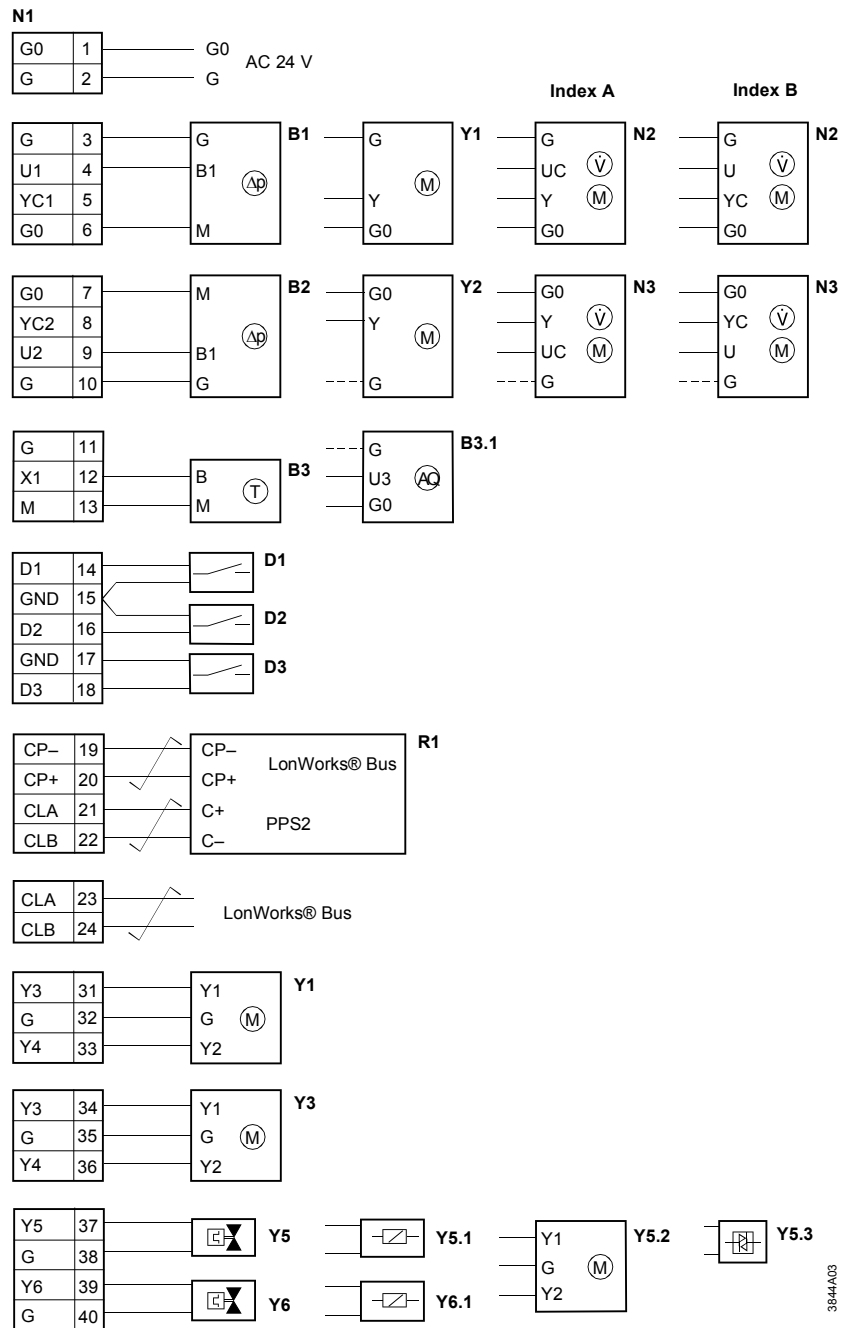 N1
G0 1 G0
AC 24 V
G 2 G
Index A Index B
G 3 G B1 G Y1 G N2 G N2
U1 4 B1 UC V̇ U V̇
YC1 5 Δp Y M Y M YC M
G0 6 M G0 G0 G0
G0 7 M B2 G0 Y2 G0 N3 G0 N3
YC2 8 Δp Y M Y V̇ YC V̇
U2 9 B1 UC M U M
G 10 G G G G
G 11 G B3.1
X1 12 B B3 U3 AQ
M 13 M T G0
D1 14 D1
GND 15
D2 16 D2
GND 17 D3
D3 18
CP– 19 CP– R1
LonWorks® Bus
CP+ 20 CP+
CLA 21 C+
PPS2
CLB 22 C–
CLA 23
LonWorks® Bus
CLB 24
Y3 31 Y1 Y1
G 32 G M
Y4 33 Y2
Y3 34 Y1 Y3
G 35 G M
Y4 36 Y2
Y5 37 Y5 Y5.1 Y1 Y5.2 Y5.3
G 38 G M
Y6 39 Y6 Y6.1 Y2
G 40
3844A03